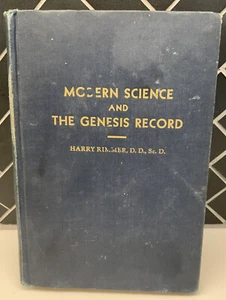 MODERN SCIENCE
AND
THE GENESIS RECORD
HARRY RIMMER, D. D., Sc. D.